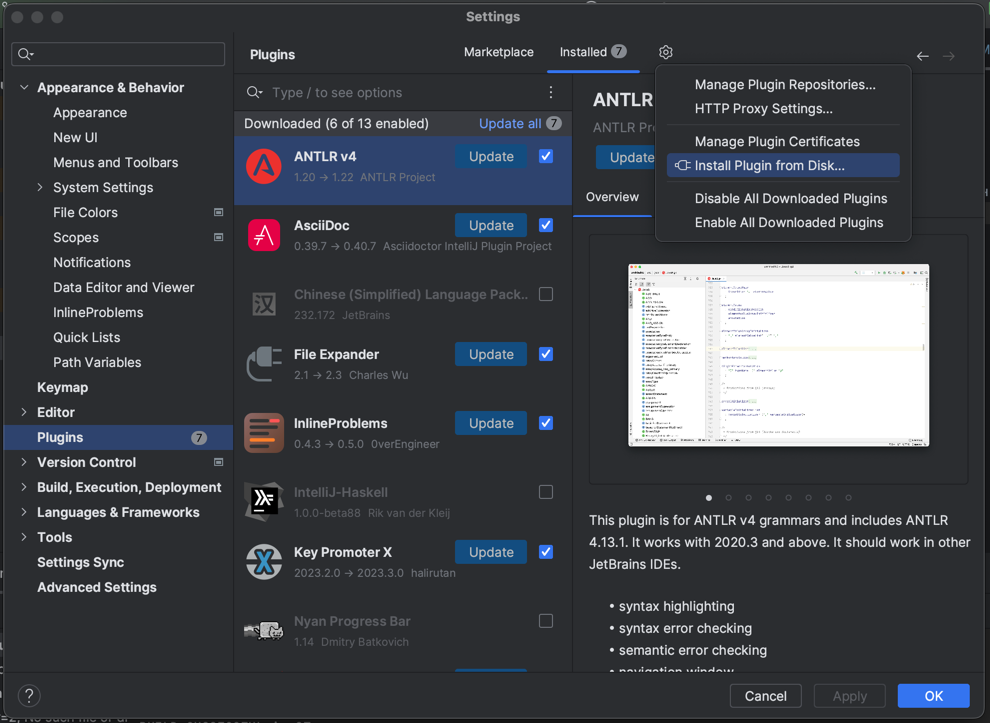 Settings
Plugins
Marketplace
Installed 7
Appearance & Behavior
Appearance
New UI
Menus and Toolbars
System Settings
File Colors
Scopes
Notifications
Data Editor and Viewer
InlineProblems
Quick Lists
Path Variables
Keymap
Editor
Plugins 7
Version Control
Build, Execution, Deployment
Languages & Frameworks
Tools
Settings Sync
Advanced Settings
Type / to see options
Downloaded (6 of 13 enabled) Update all 7
ANTLR v4 Update
1.20 → 1.22 ANTLR Project
AsciiDoc Update
0.39.7 → 0.40.7 Asciidoctor IntelliJ Plugin Project
汉
Chinese (Simplified) Language Pack...
232.172 JetBrains
File Expander Update
2.1 → 2.3 Charles Wu
InlineProblems Update
0.4.3 → 0.5.0 0verEngineer
IntelliJ-Haskell
1.0.0-beta88 Rik van der Kleij
Key Promoter X Update
2023.2.0 → 2023.3.0 halirutan
Nyan Progress Bar
1.14 Dmitry Batkovich
ANTLR
ANTLR Pr
Update
Overview
Manage Plugin Repositories...
HTTP Proxy Settings...
Manage Plugin Certificates
Install Plugin from Disk...
Disable All Downloaded Plugins
Enable All Downloaded Plugins
This plugin is for ANTLR v4 grammars and includes ANTLR
4.13.1. It works with 2020.3 and above. It should work in other
JetBrains IDEs.
• syntax highlighting
• syntax error checking
• semantic error checking
• navigation window
?
Cancel
Apply
OK